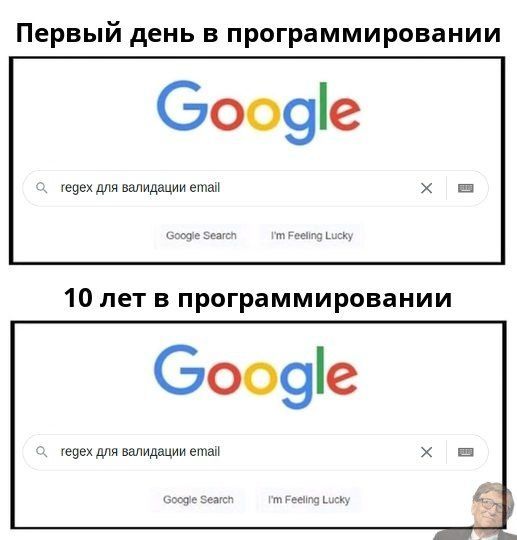 Первый день в программировании
Google
regex для валидации email
Google Search I'm Feeling Lucky
10 лет в программировании
Google
regex для валидации email
Google Search I'm Feeling Lucky